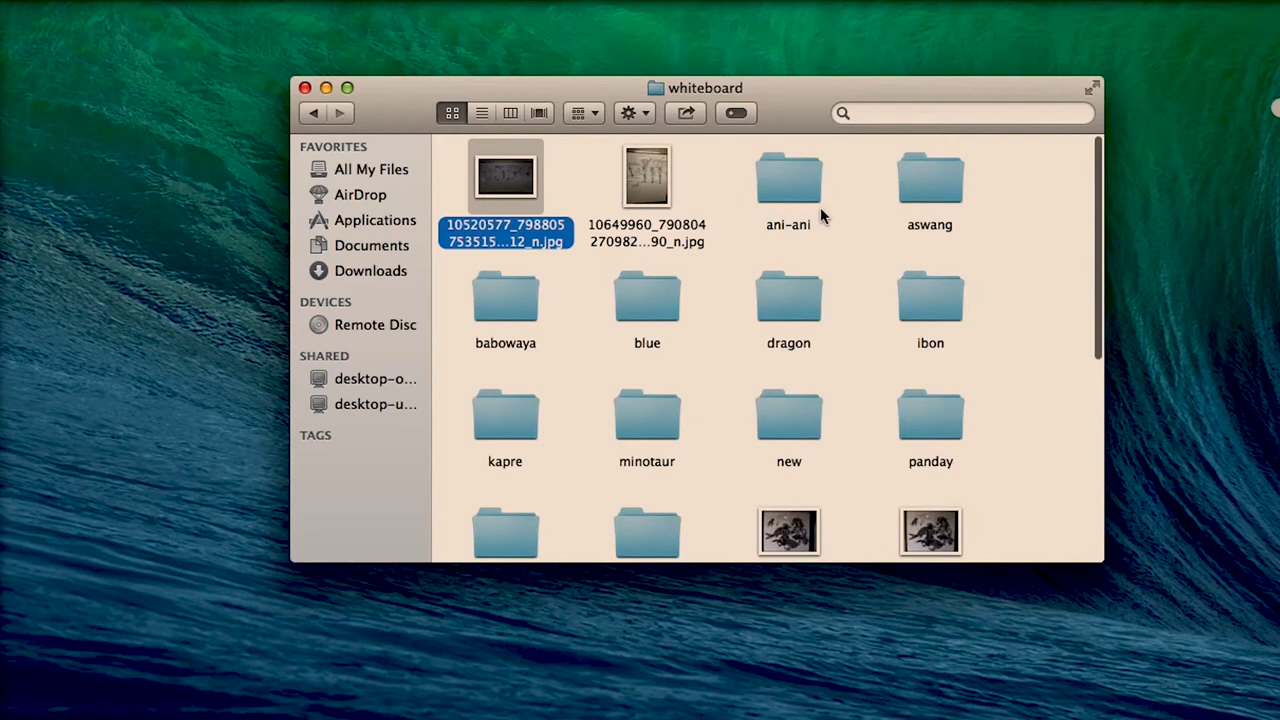 whiteboard
FAVORITES
All My Files
AirDrop
Applications
Documents
Downloads
DEVICES
Remote Disc
SHARED
desktop-o...
desktop-u...
TAGS
10520577_798805
753515...12_n.jpg
10649960_790804
270982...90_n.jpg
ani-ani
aswang
babowaya
blue
dragon
ibon
kapre
minotaur
new
panday